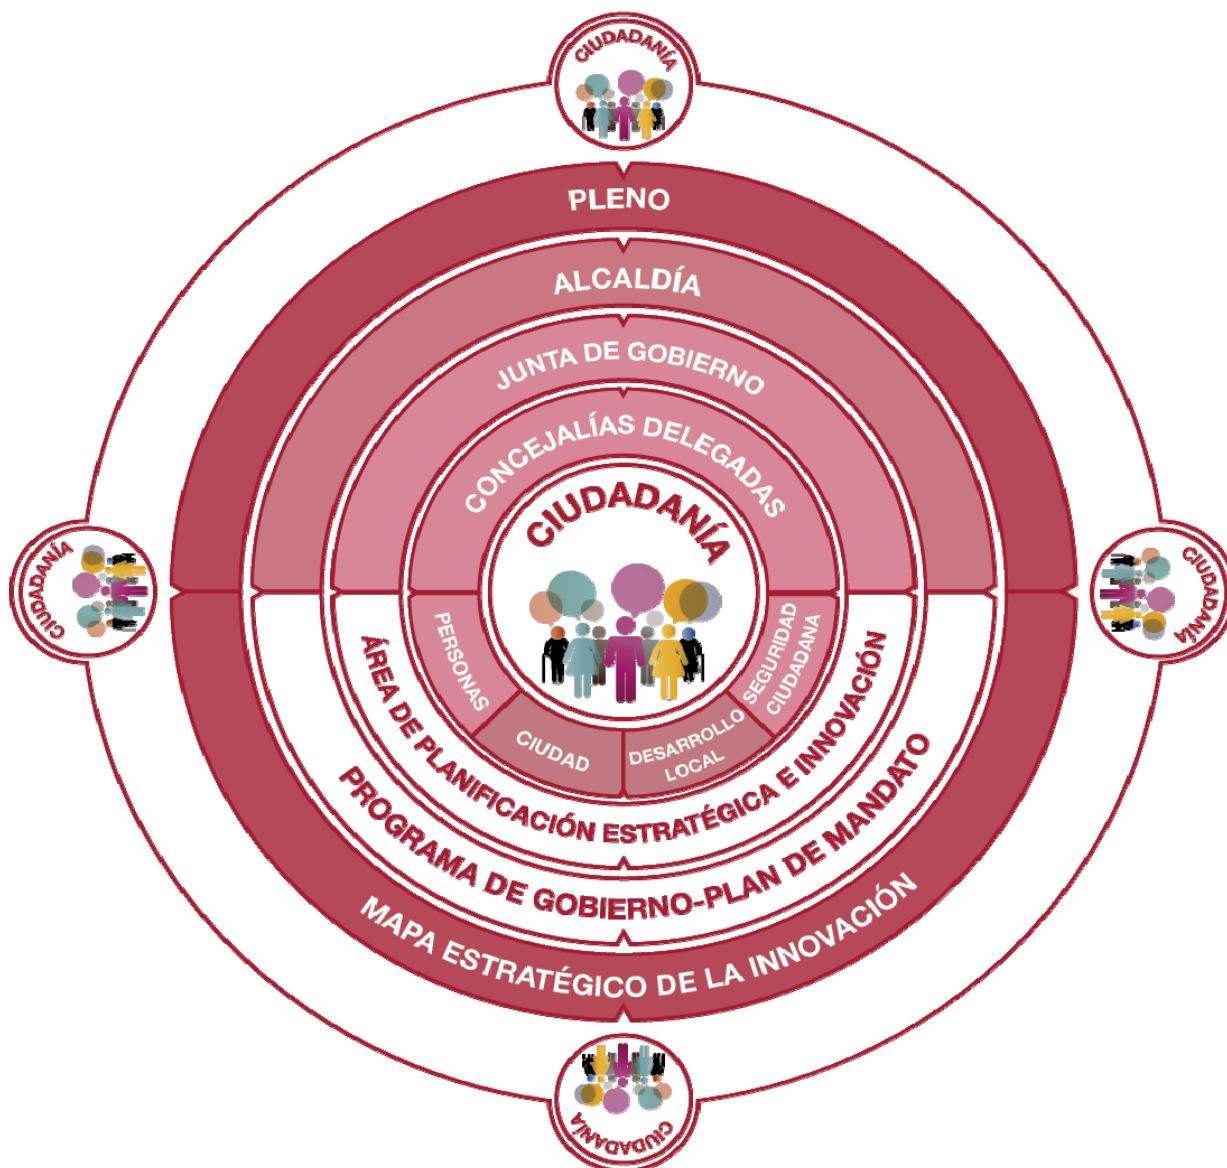 CIUDADANÍA
PLENO
ALCALDÍA
JUNTA DE GOBIERNO
CONCEJALÍAS DELEGADAS
CIUDADANÍA
CIUDADANÍA
CIUDADANÍA
PERSONAS
CIUDAD
DESARROLLO
LOCAL
SEGURIDAD
CIUDADANA
ÁREA DE PLANIFICACIÓN ESTRATÉGICA E INNOVACIÓN
PROGRAMA DE GOBIERNO-PLAN DE MANDATO
MAPA ESTRATÉGICO DE LA INNOVACIÓN
CIUDADANÍA